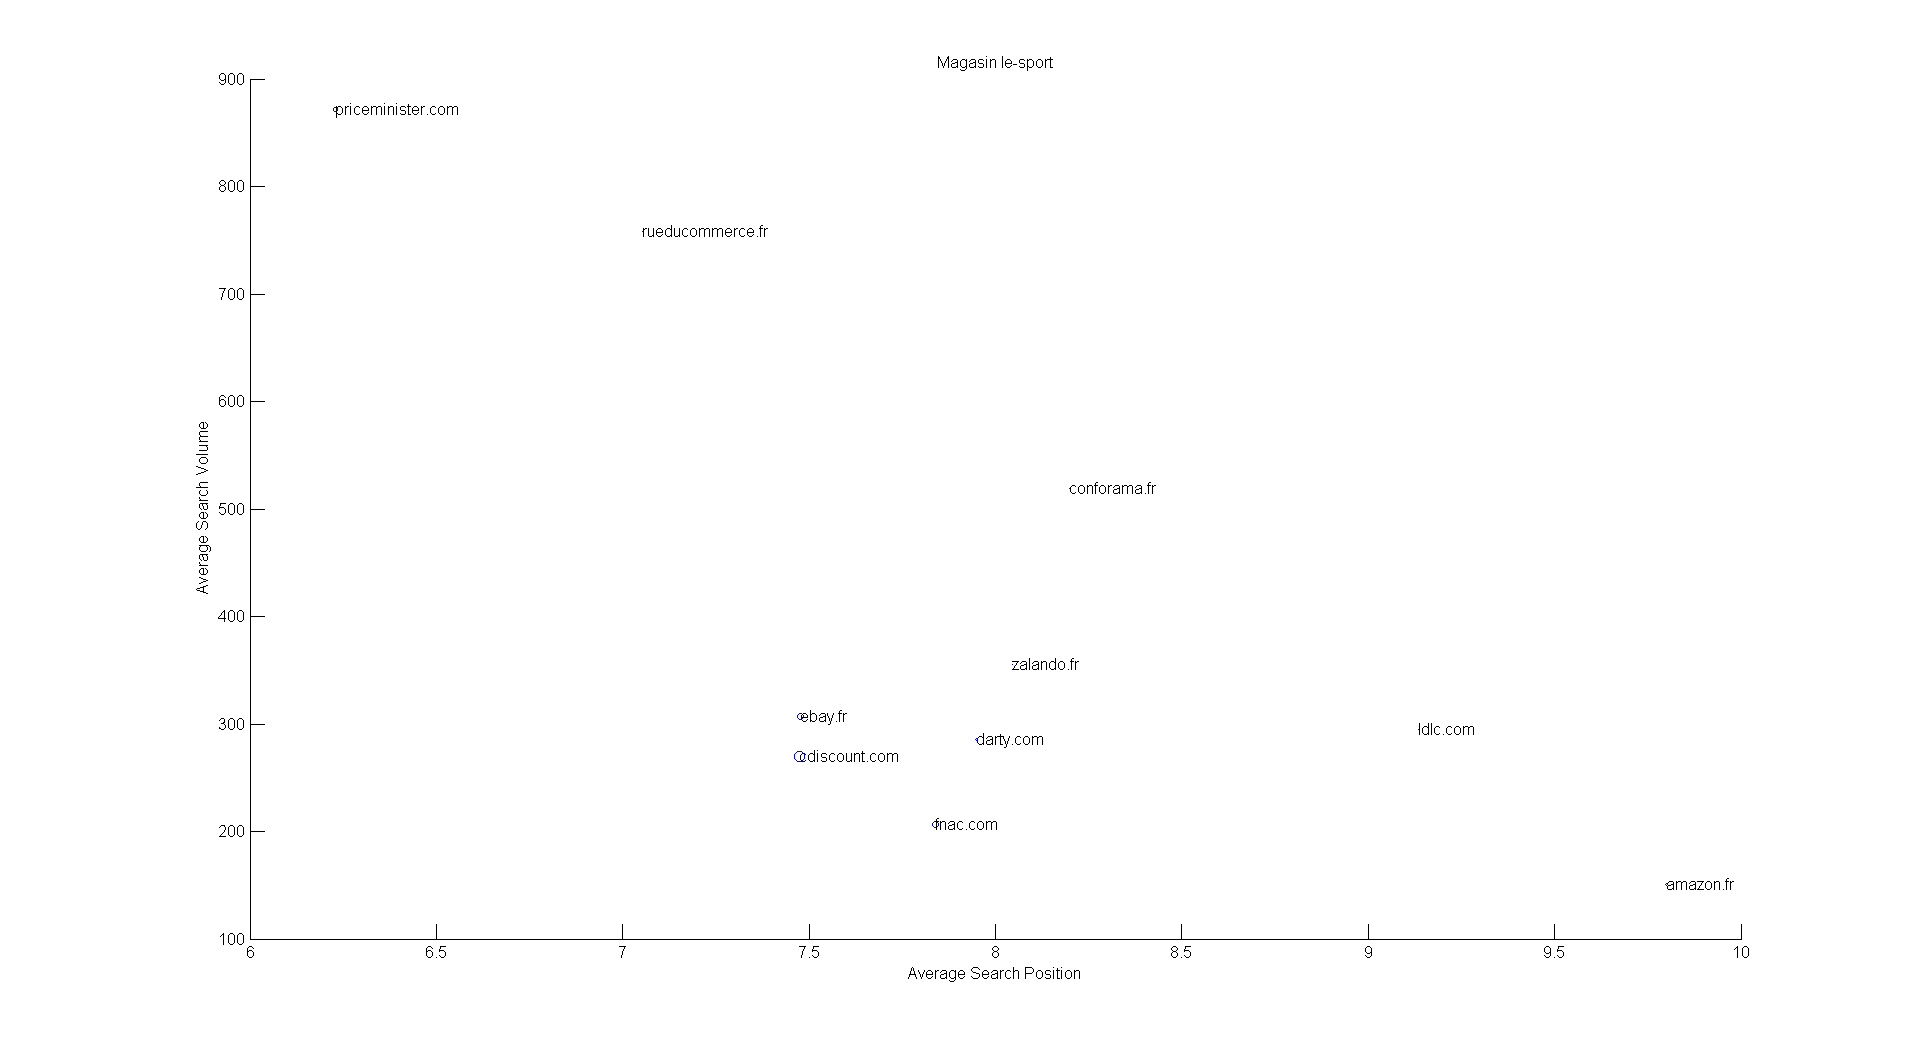 Magasin le-sport
900
priceminister.com
800
rueducommerce.fr
700
600
Average Search Volume
conforama.fr
500
400
zalando.fr
ebay.fr
300
ldlc.com
darty.com
cdiscount.com
fnac.com
200
amazon.fr
100
6 6.5 7 7.5 8 8.5 9 9.5 10
Average Search Position